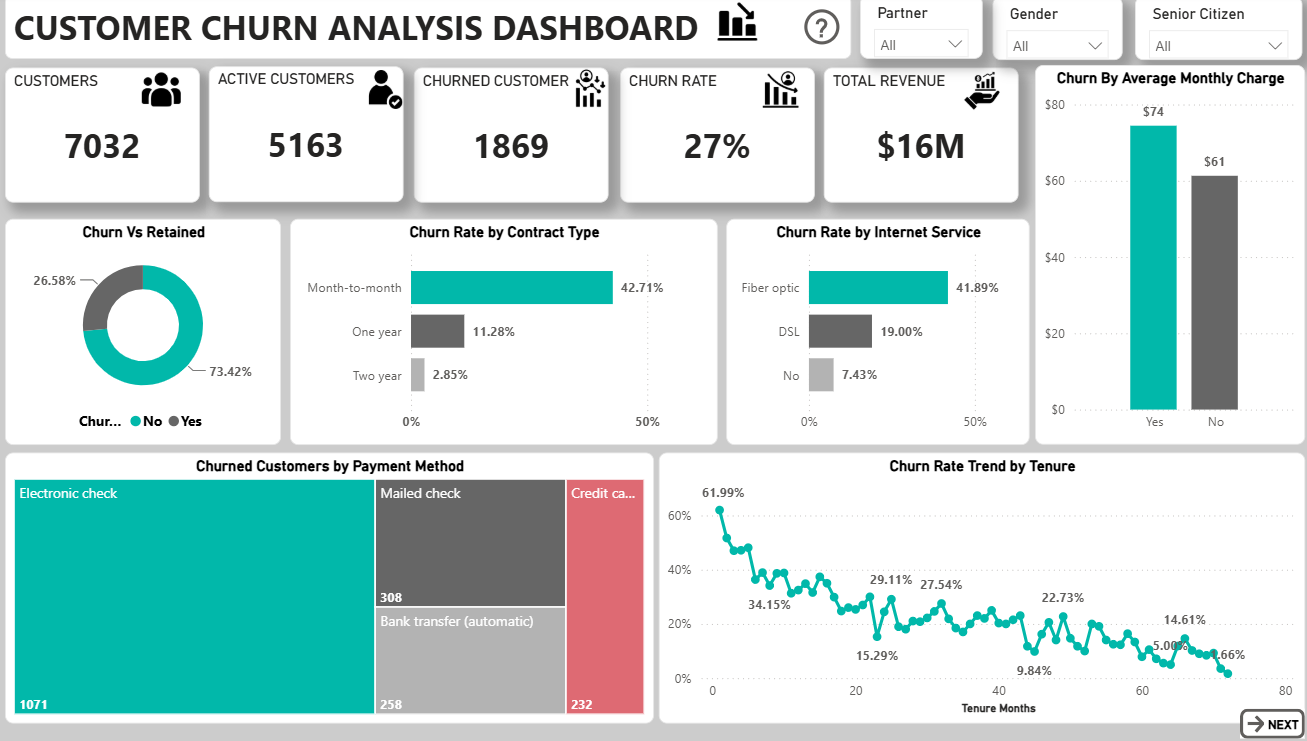 CUSTOMER CHURN ANALYSIS DASHBOARD
?
Partner
All
Gender
All
Senior Citizen
All
CUSTOMERS
7032
ACTIVE CUSTOMERS
5163
CHURNED CUSTOMER
1869
CHURN RATE
27%
TOTAL REVENUE
$16M
Churn By Average Monthly Charge
$80
$60
$40
$20
$0
$74
$61
Yes
No
Churn Vs Retained
26.58%
73.42%
Chur...
No
Yes
Churn Rate by Contract Type
Month-to-month
42.71%
One year
11.28%
Two year
2.85%
0%
50%
Churn Rate by Internet Service
Fiber optic
41.89%
DSL
19.00%
No
7.43%
0%
50%
Churned Customers by Payment Method
Electronic check
1071
Mailed check
308
Bank transfer (automatic)
258
Credit ca...
232
Churn Rate Trend by Tenure
60%
40%
20%
0%
61.99%
34.15%
29.11%
15.29%
27.54%
9.84%
22.73%
5.00%
14.61%
1.66%
0
20
40
60
80
Tenure Months
NEXT